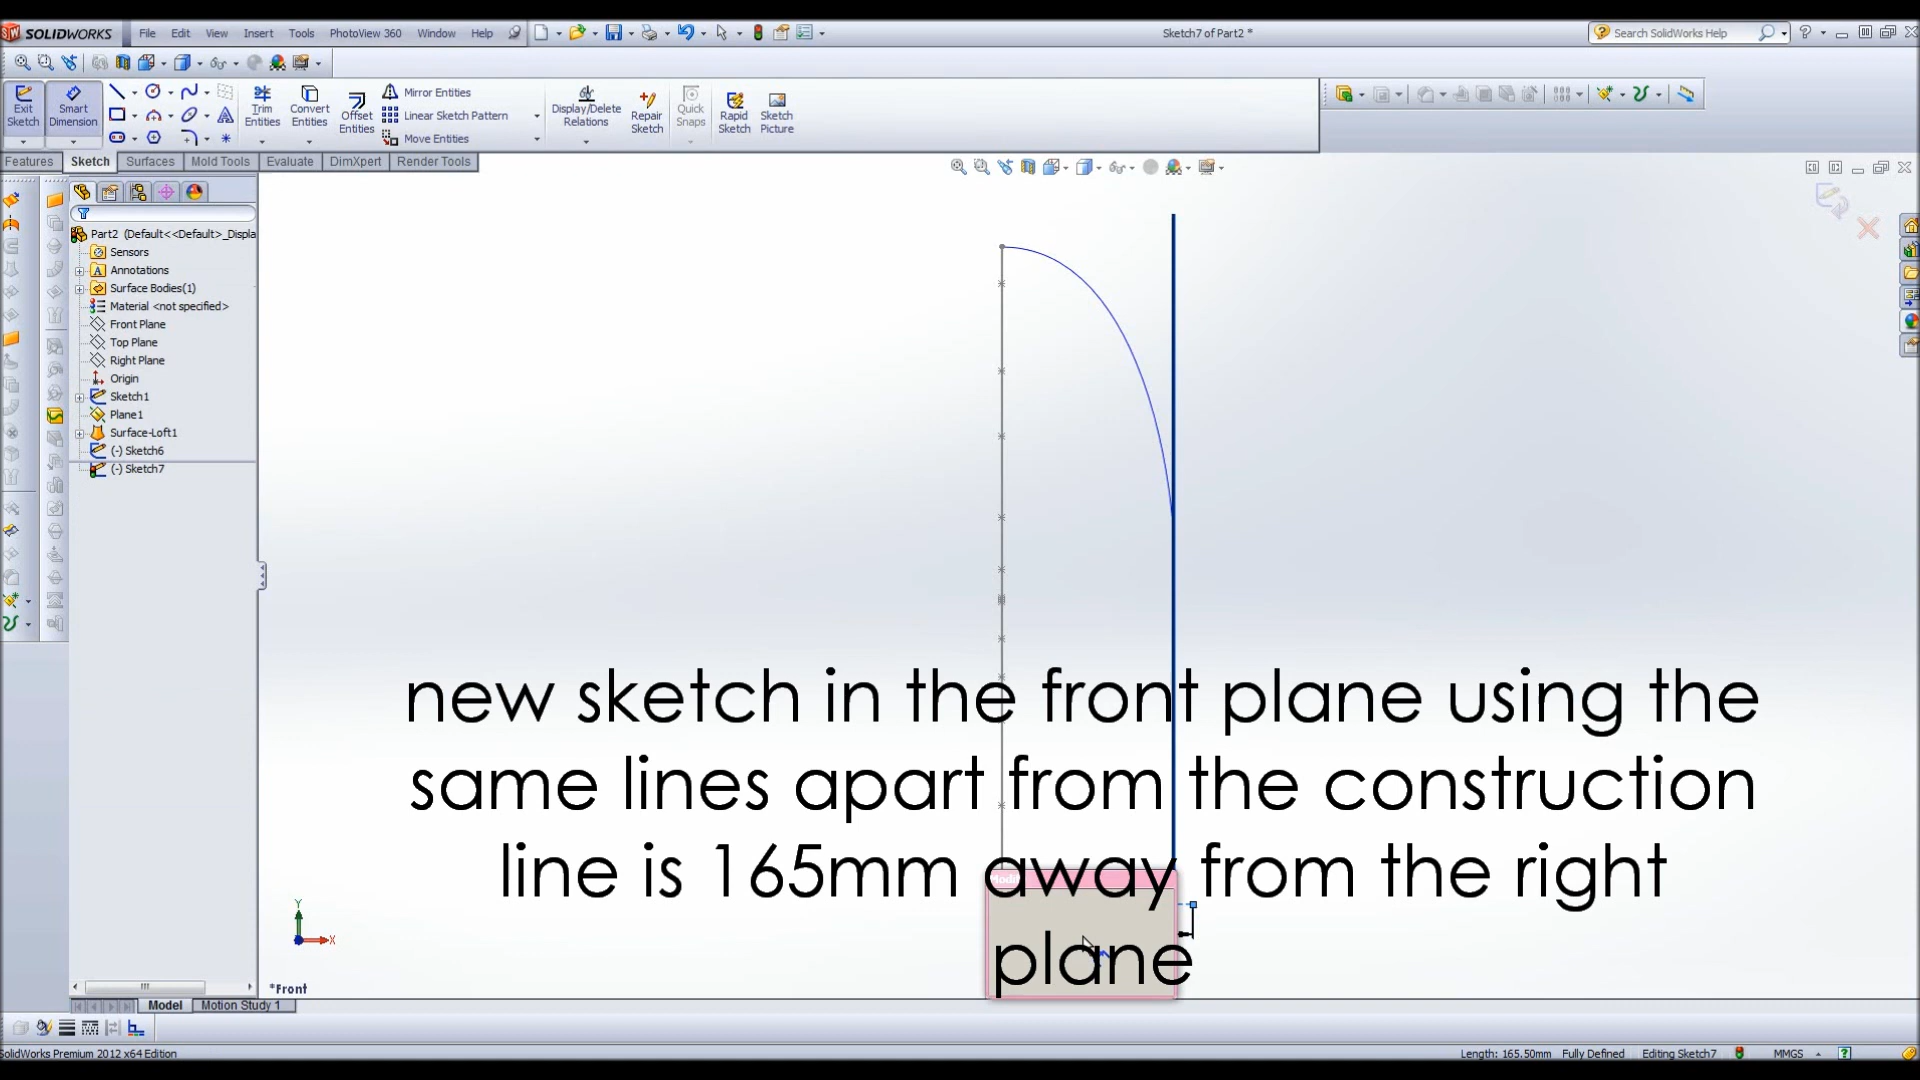 SOLIDWORKS File Edit View Insert Tools PhotoView 360 Window Help Sketch7 of Part2 * Search SolidWorks Help
Exit Sketch Smart Dimension Trim Entities Convert Entities Offset Entities Mirror Entities Linear Sketch Pattern Move Entities Display/Delete Relations Repair Sketch Quick Snaps Rapid Sketch Sketch Picture
Features Sketch Surfaces Mold Tools Evaluate DimXpert Render Tools
Part2 (Default<<Default>_Displa
Sensors
Annotations
Surface Bodies(1)
Material <not specified>
Front Plane
Top Plane
Right Plane
Origin
Sketch1
Plane1
Surface-Loft1
(-) Sketch6
(-) Sketch7
new sketch in the front plane using the
same lines apart from the construction
line is 165mm away from the right
plane
Y
X
*Front
Model Motion Study 1
SolidWorks Premium 2012 x64 Edition Length: 165.50mm Fully Defined Editing Sketch7 MMGS